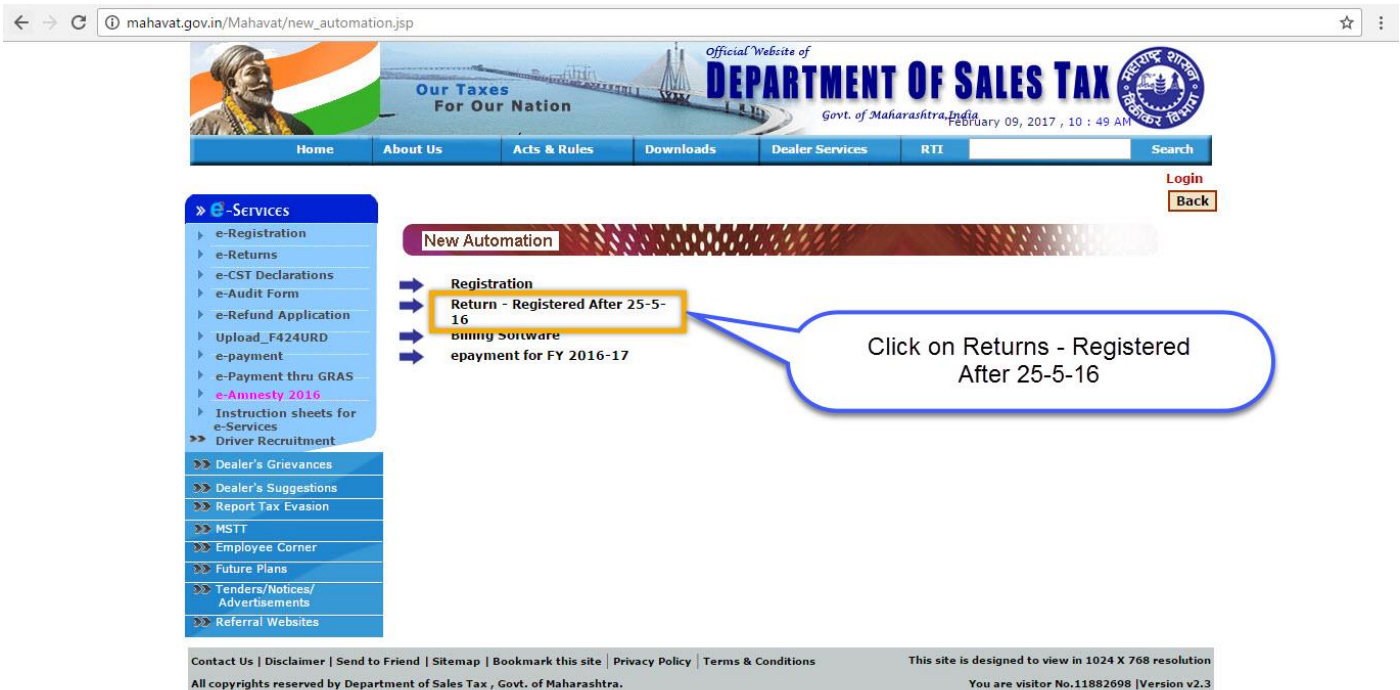 mahavat.gov.in/Mahavat/new_automation.jsp
Official Website of
DEPARTMENT OF SALES TAX
Our Taxes
For Our Nation
Govt. of Maharashtra,India
February 09, 2017 , 10 : 49 AM
महाराष्ट्र शासन
विक्रीकर विभाग
Home About Us Acts & Rules Downloads Dealer Services RTI Search
Login
Back
e-Services
e-Registration
e-Returns
e-CST Declarations
e-Audit Form
e-Refund Application
Upload_F424URD
e-payment
e-Payment thru GRAS
e-Amnesty 2016
Instruction sheets for
e-Services
Driver Recruitment
Dealer's Grievances
Dealer's Suggestions
Report Tax Evasion
MSTT
Employee Corner
Future Plans
Tenders/Notices/
Advertisements
Referral Websites
New Automation
Registration
Return - Registered After 25-5-
16
Billing Software
epayment for FY 2016-17
Click on Returns - Registered
After 25-5-16
Contact Us | Disclaimer | Send to Friend | Sitemap | Bookmark this site | Privacy Policy | Terms & Conditions
This site is designed to view in 1024 X 768 resolution
All copyrights reserved by Department of Sales Tax , Govt. of Maharashtra.
You are visitor No.11882698 |Version v2.3